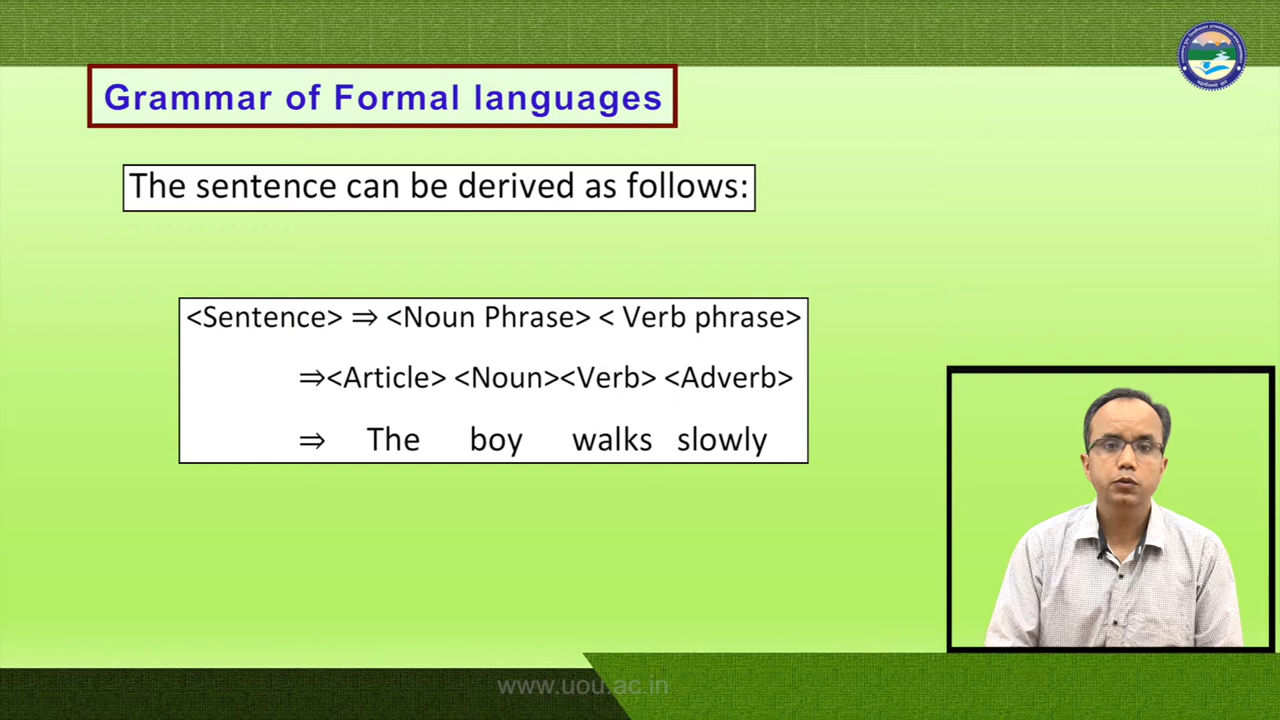 Grammar of Formal languages
The sentence can be derived as follows:
<Sentence> ⇒ <Noun Phrase> < Verb phrase>
⇒<Article> <Noun><Verb> <Adverb>
⇒ The boy walks slowly
www.uou.ac.in